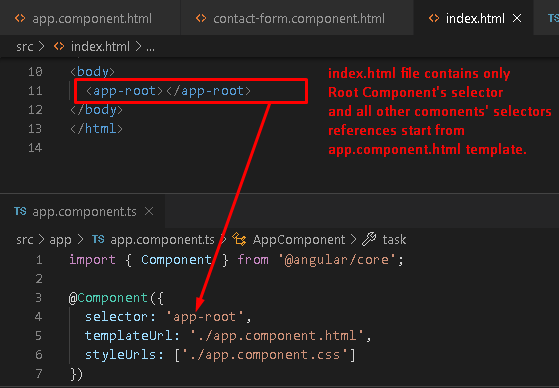 app.component.html
contact-form.component.html
index.html ×
TS
src > index.html > ...
10 <body>
11 <app-root></app-root>
12 </body>
13 </html>
14
index.html file contains only
Root Component's selector
and all other comonents' selectors
references start from
app.component.html template.
TS app.component.ts ×
src > app > TS app.component.ts > AppComponent > task
1 import { Component } from '@angular/core';
2
3 @Component({
4 selector: 'app-root',
5 templateUrl: './app.component.html',
6 styleUrls: ['./app.component.css']
7 })